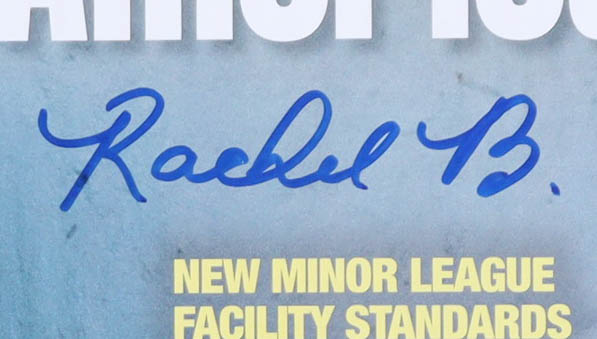 Rachel B.
NEW MINOR LEAGUE
FACILITY STANDARDS